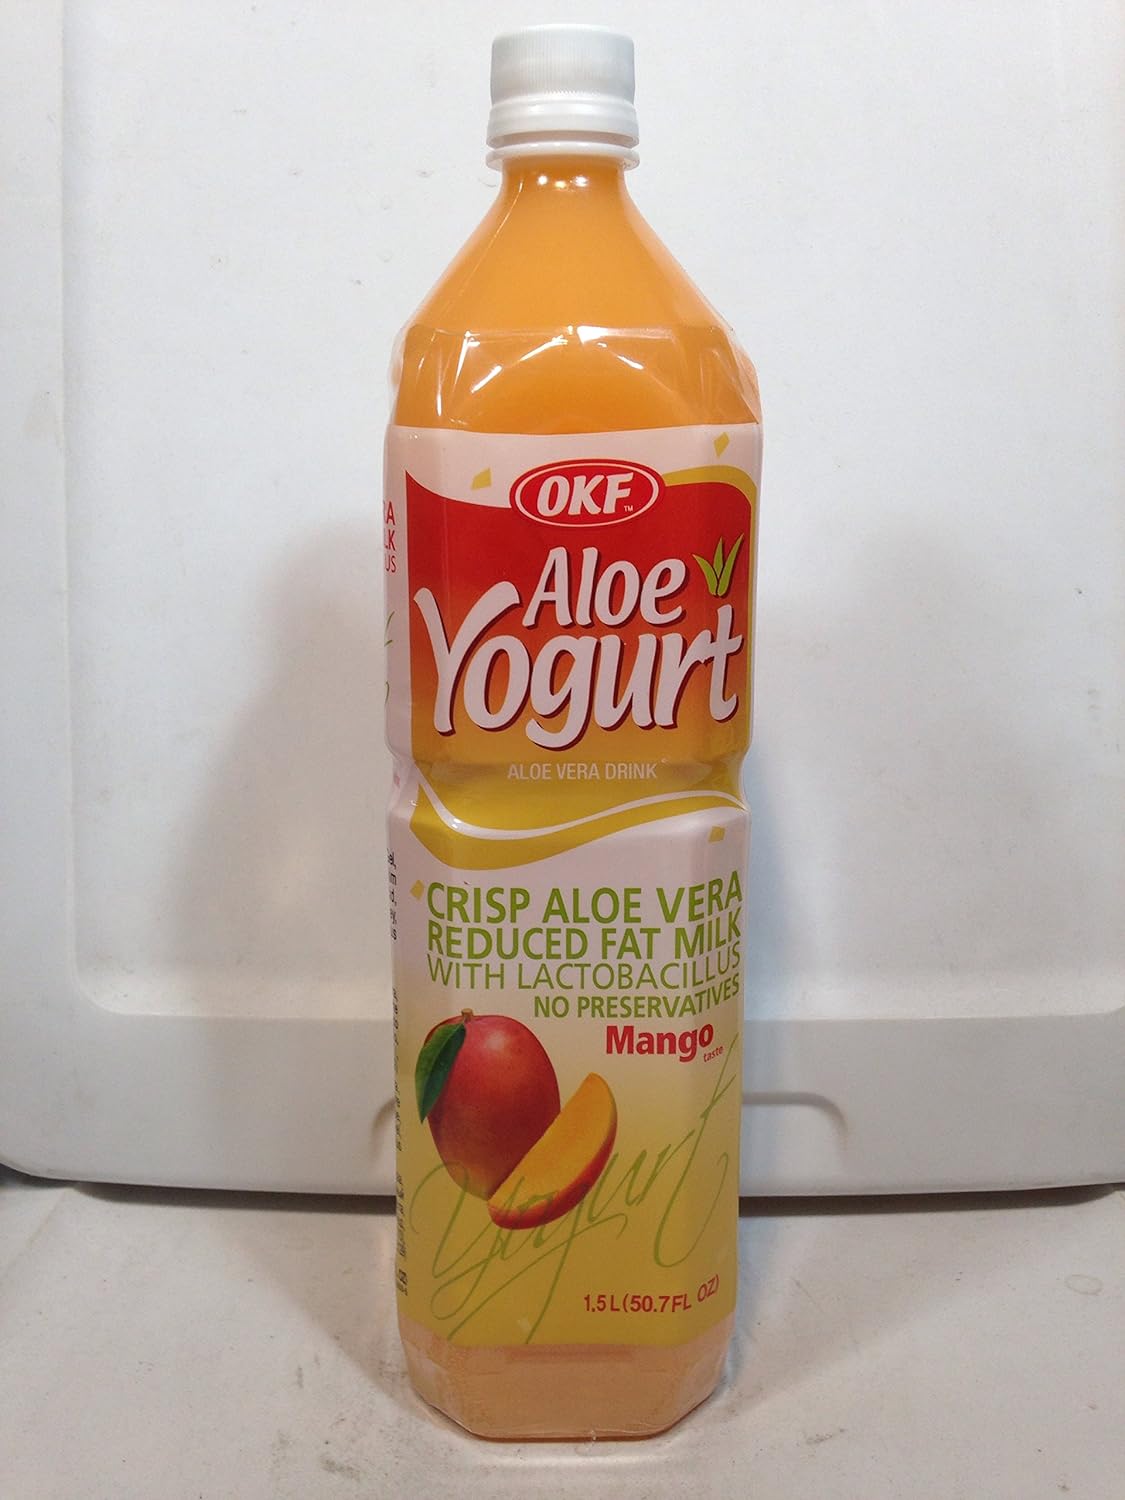 OKF
TM
Aloe
Yogurt
ALOE VERA DRINK
CRISP ALOE VERA
REDUCED FAT MILK
WITH LACTOBACILLUS
NO PRESERVATIVES
Mango
taste
Yogurt
1.5 L (50.7FL OZ)